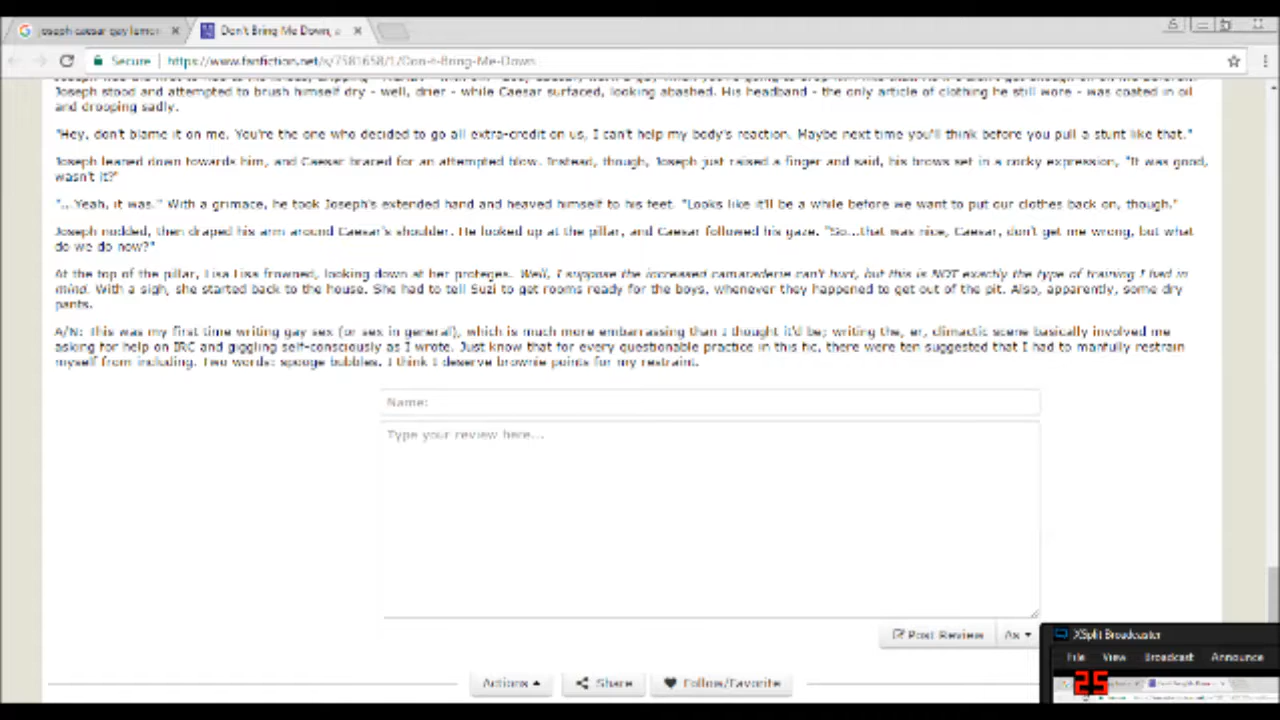 joseph caesar gay lemon
Don't Bring Me Down, a
Secure
https://www.fanfiction.net/s/7581658/1/Don-t-Bring-Me-Down
Joseph stood and attempted to brush himself dry - well, drier - while Caesar surfaced, looking abashed. His headband - the only article of clothing he still wore - was coated in oil
and drooping sadly.
"Hey, don't blame it on me. You're the one who decided to go all extra-credit on us, I can't help my body's reaction. Maybe next time you'll think before you pull a stunt like that."
Joseph leaned down towards him, and Caesar braced for an attempted blow. Instead, though, Joseph just raised a finger and said, his brows set in a cocky expression, "It was good,
wasn't it?"
"...Yeah, it was." With a grimace, he took Joseph's extended hand and heaved himself to his feet. "Looks like it'll be a while before we want to put our clothes back on, though."
Joseph nodded, then draped his arm around Caesar's shoulder. He looked up at the pillar, and Caesar followed his gaze. "So...that was nice, Caesar, don't get me wrong, but what
do we do now?"
At the top of the pillar, Lisa Lisa frowned, looking down at her proteges. Well, I suppose the increased camaraderie can't hurt, but this is NOT exactly the type of training I had in
mind. With a sigh, she started back to the house. She had to tell Suzi to get rooms ready for the boys, whenever they happened to get out of the pit. Also, apparently, some dry
pants.
A/N: This was my first time writing gay sex (or sex in general), which is much more embarrassing than I thought it'd be; writing the, er, climactic scene basically involved me
asking for help on IRC and giggling self-consciously as I wrote. Just know that for every questionable practice in this fic, there were ten suggested that I had to manfully restrain
myself from including. Two words: spooge bubbles. I think I deserve brownie points for my restraint.
Name:
Type your review here...
Post Review As
XSplit Broadcaster
File View Broadcast Announce
25
Actions Share Follow/Favorite